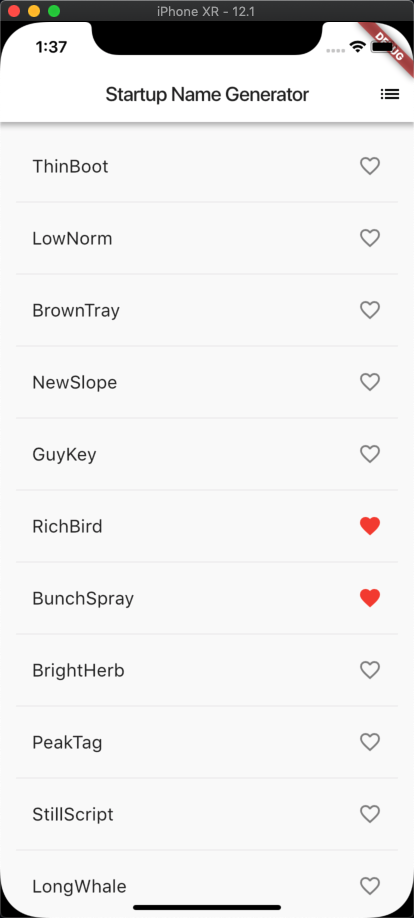 iPhone XR - 12.1
1:37
DEBUG
Startup Name Generator
ThinBoot
LowNorm
BrownTray
NewSlope
GuyKey
RichBird
BunchSpray
BrightHerb
PeakTag
StillScript
LongWhale